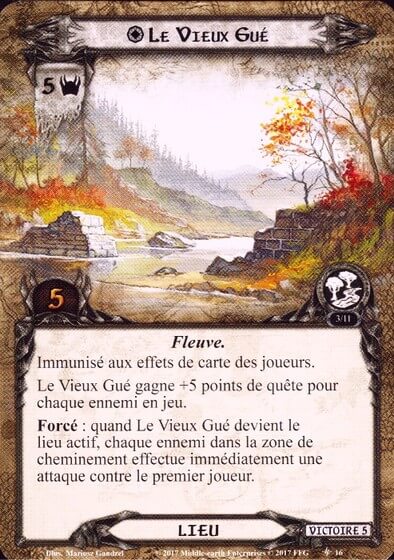 Le Vieux Gué
5
5
3/11
Fleuve.
Immunisé aux effets de carte des joueurs.
Le Vieux Gué gagne +5 points de quête pour
chaque ennemi en jeu.
Forcé : quand Le Vieux Gué devient le
lieu actif, chaque ennemi dans la zone de
cheminement effectue immédiatement une
attaque contre le premier joueur.
LIEU
VICTOIRE 5
Illus. Mariusz Gandzel
© 2017 Middle-earth Enterprises © 2017 FFG
16